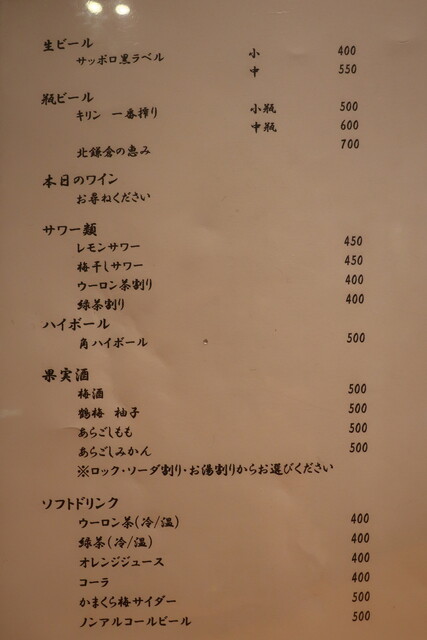 生ビール
サッポロ黒ラベル 小 400
中 550
瓶ビール
キリン 一番搾り 小瓶 500
中瓶 600
北鎌倉の恵み 700
本日のワイン
お尋ねください
サワー類
レモンサワー 450
梅干しサワー 450
ウーロン茶割り 400
緑茶割り 400
ハイボール
角ハイボール 500
果実酒
梅酒 500
鶴梅 柚子 500
あらごしもも 500
あらごしみかん 500
※ロック・ソーダ割り・お湯割りからお選びください
ソフトドリンク
ウーロン茶(冷/温) 400
緑茶(冷/温) 400
オレンジジュース 400
コーラ 400
かまくら梅サイダー 500
ノンアルコールビール 500